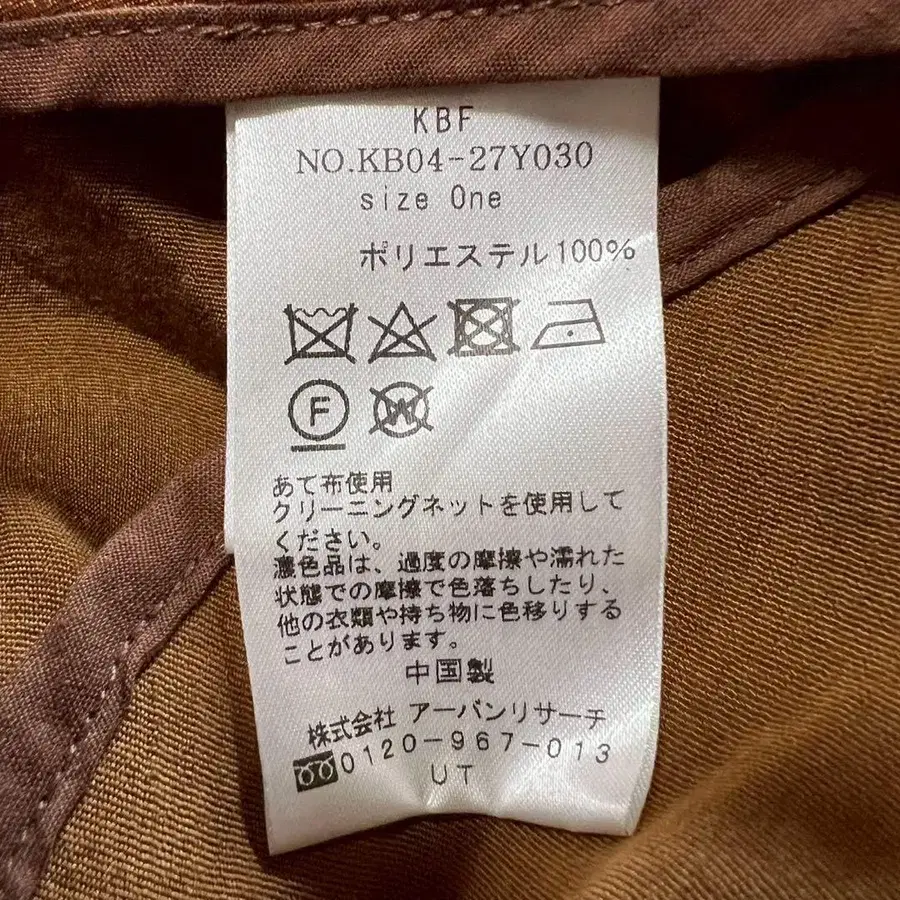 KBF
NO.KB04-27Y030
size One
ポリエステル100%
F
W
あて布使用
クリーニングネットを使用して
ください。
濃色品は、過度の摩擦や濡れた
状態での摩擦で色落ちしたり、
他の衣類や持ち物に色移りする
ことがあります。
中国製
株式会社 アーバンリサーチ
0120-967-013
UT